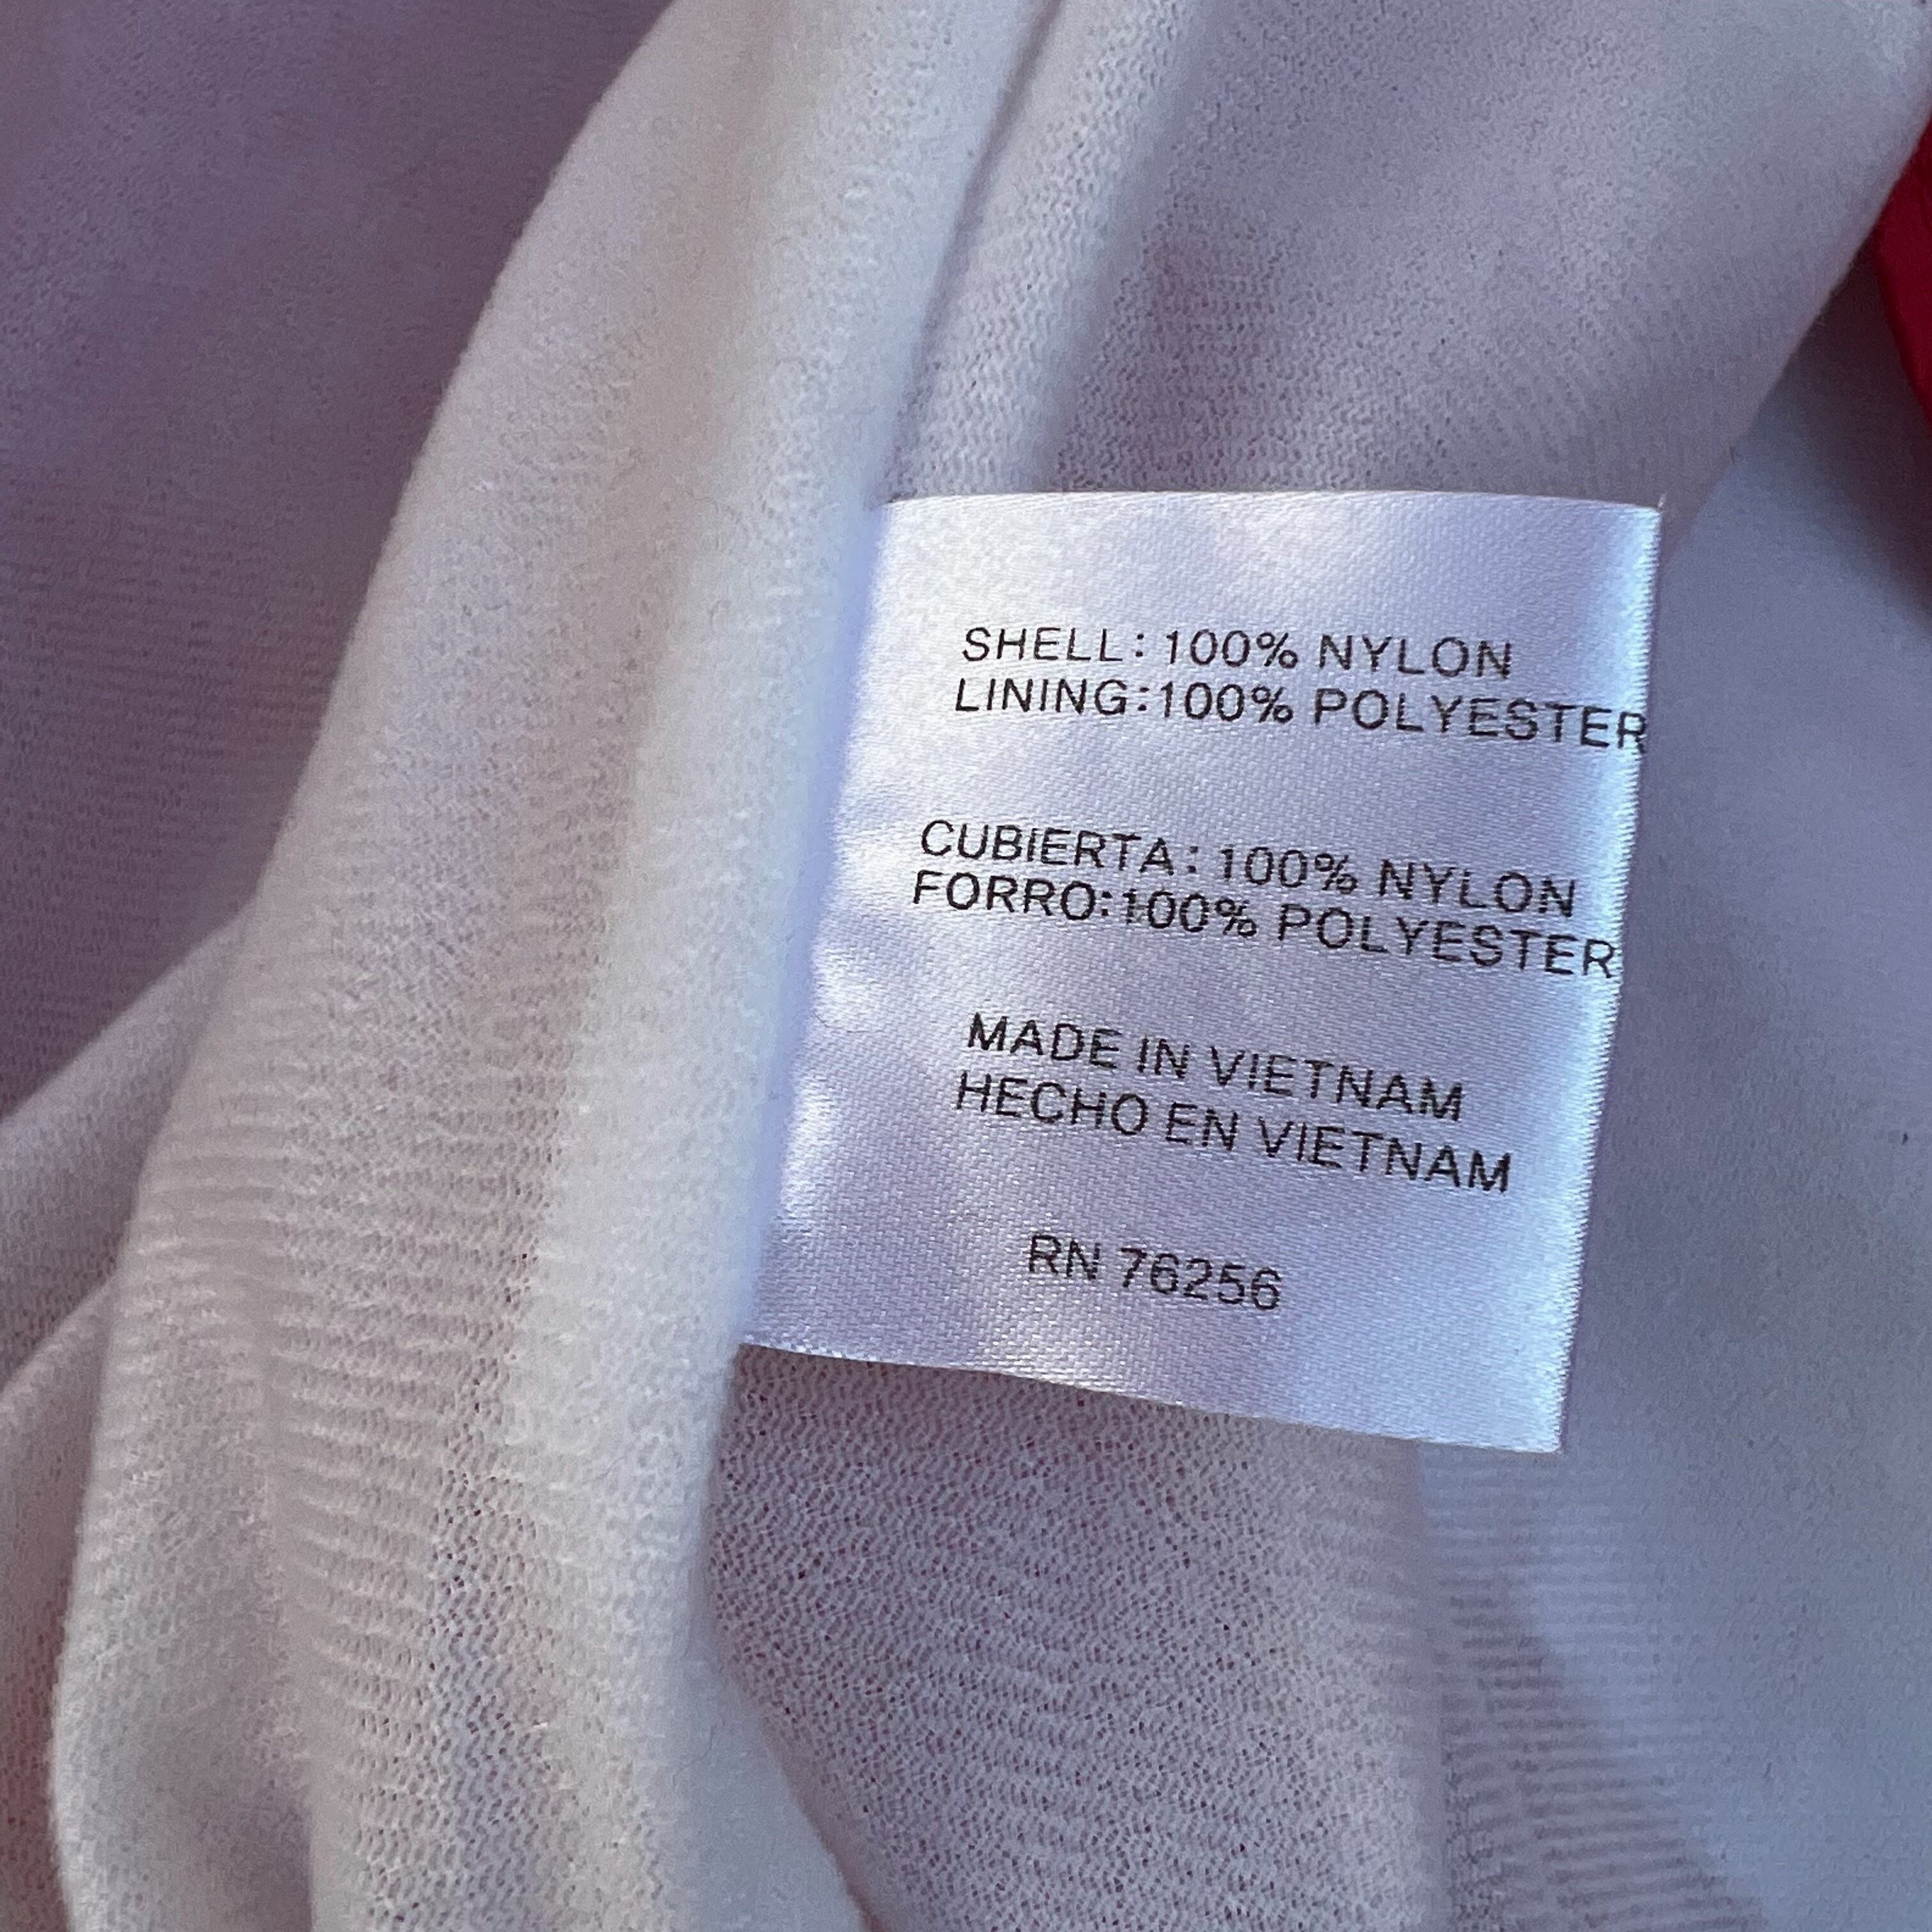 SHELL: 100% NYLON
LINING:100% POLYESTER
CUBIERTA: 100% NYLON
FORRO:100% POLYESTER
MADE IN VIETNAM
HECHO EN VIETNAM
RN 76256